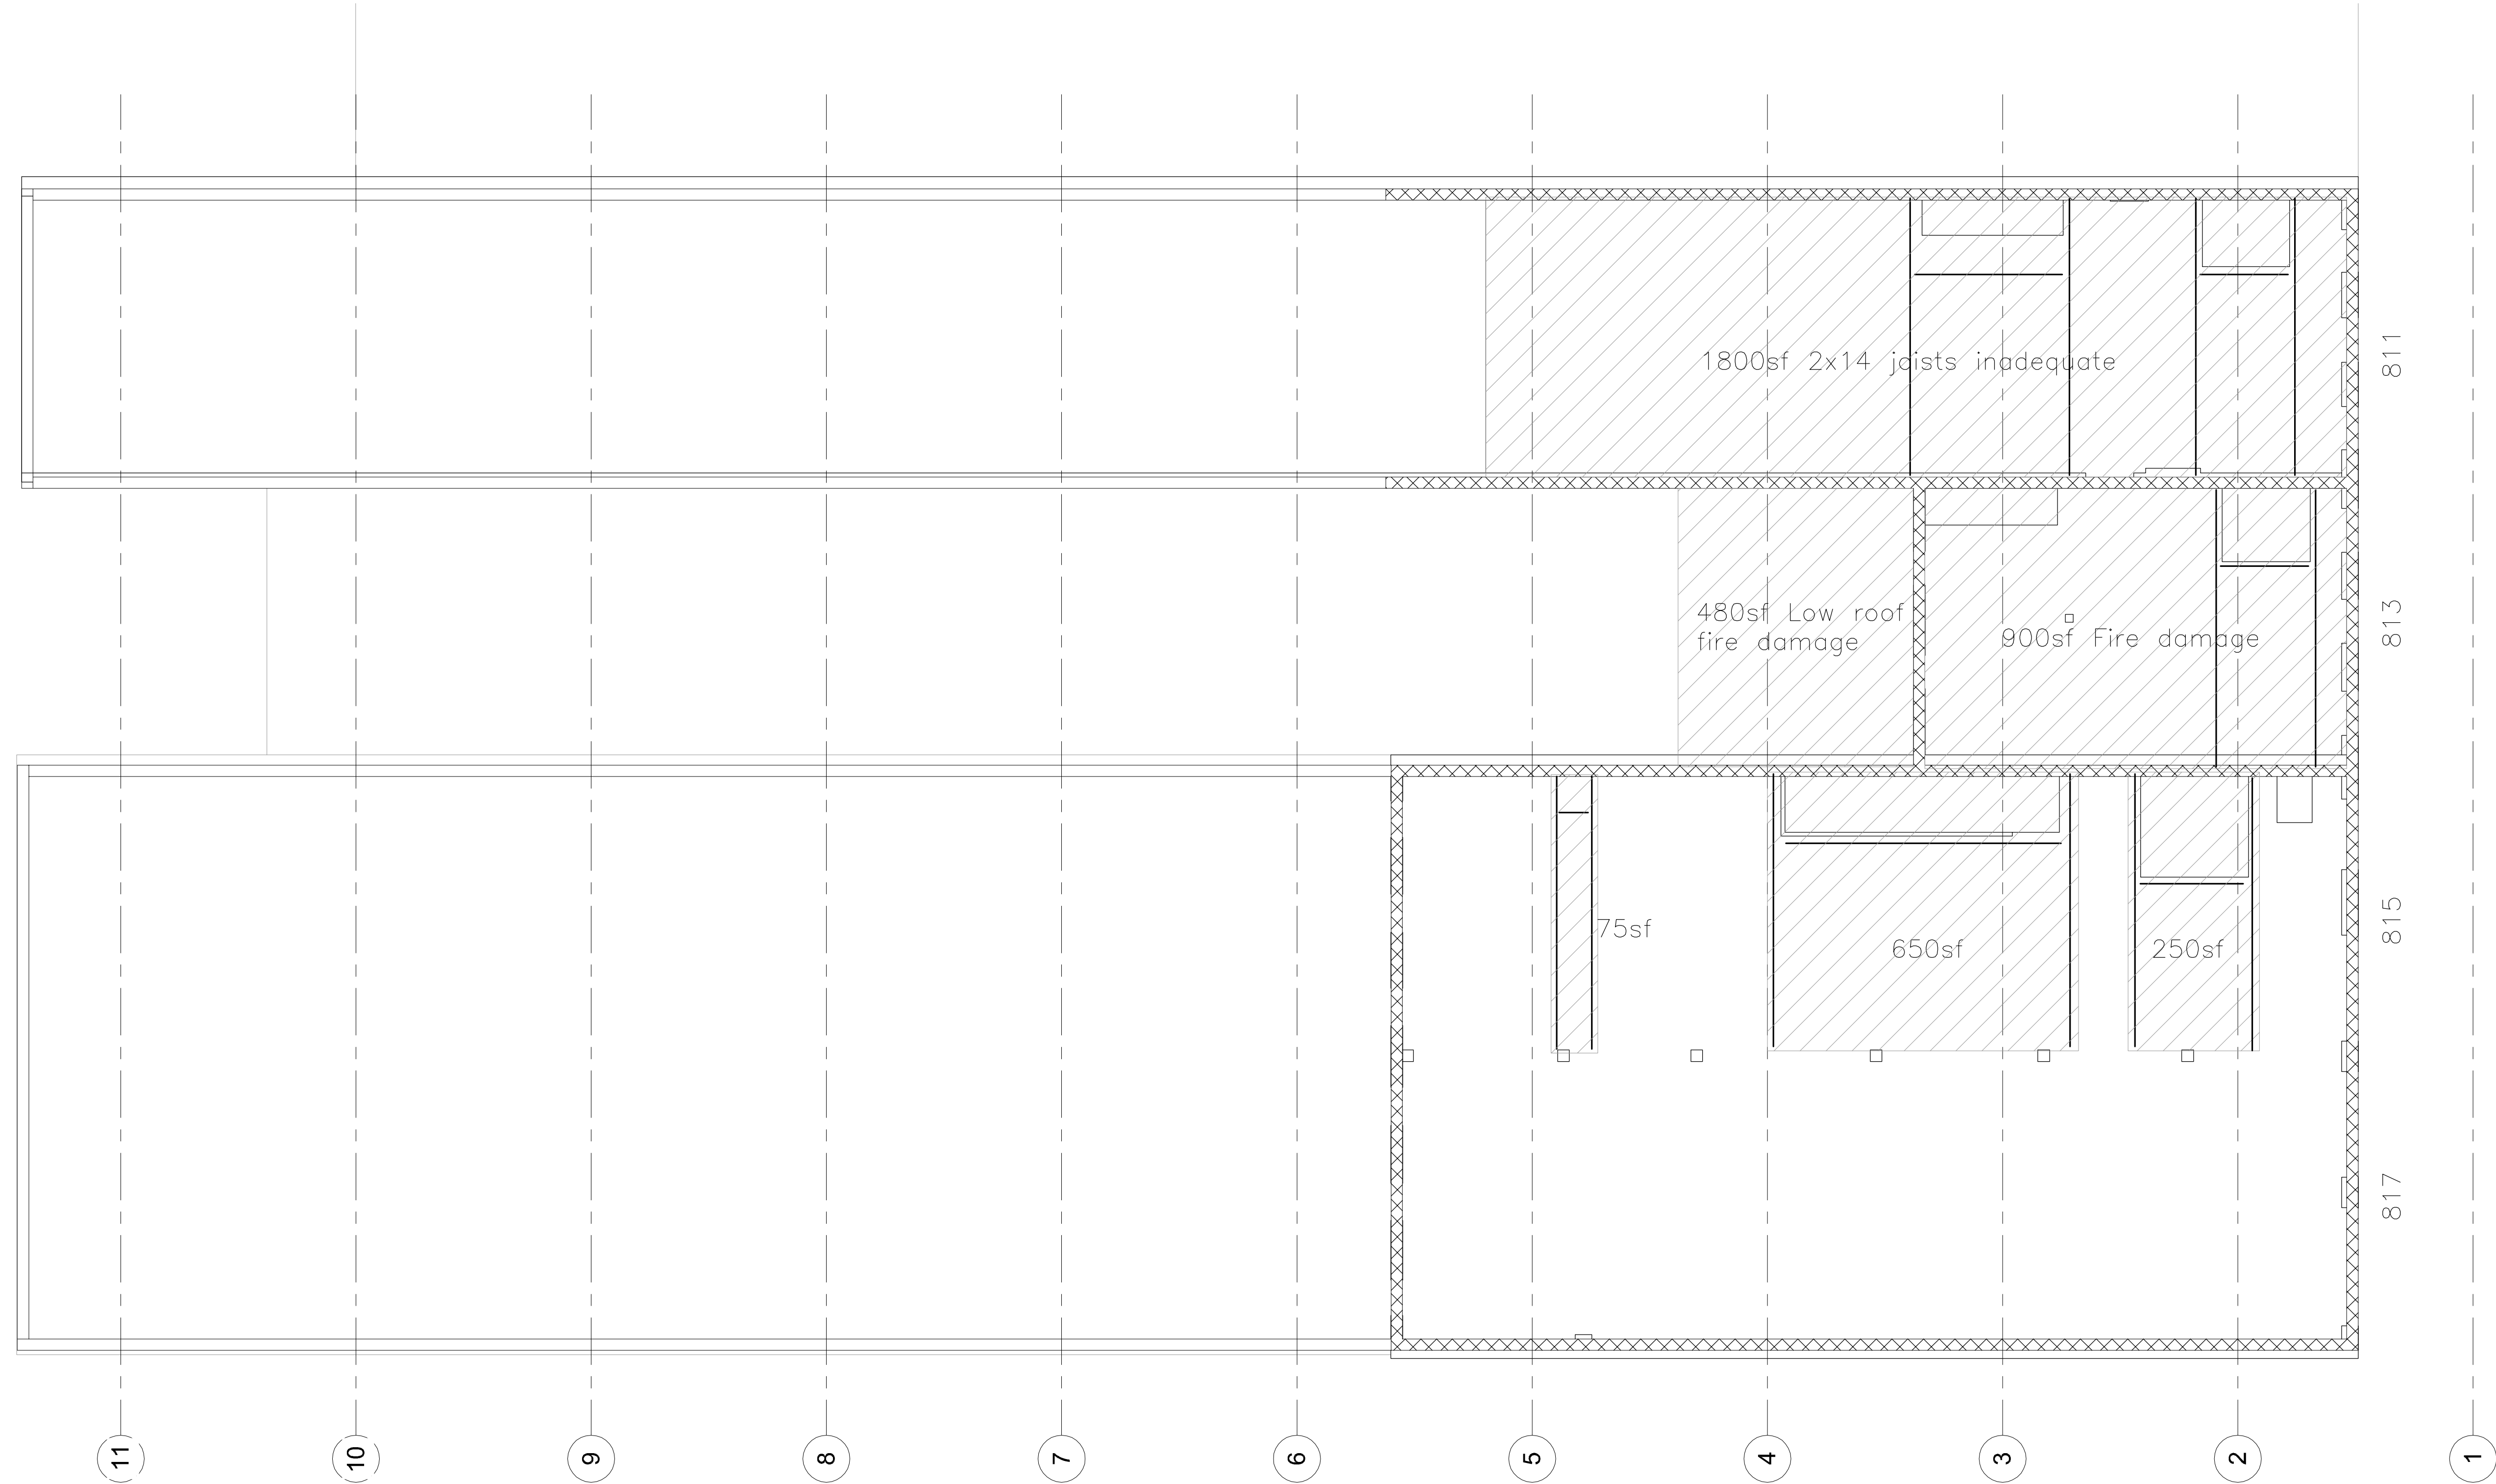 1800sf 2x14 joists inadequate
811
480sf Low roof
fire damage
900sf Fire damage
813
75sf
650sf
250sf
815
817
11
10
9
8
7
6
5
4
3
2
1